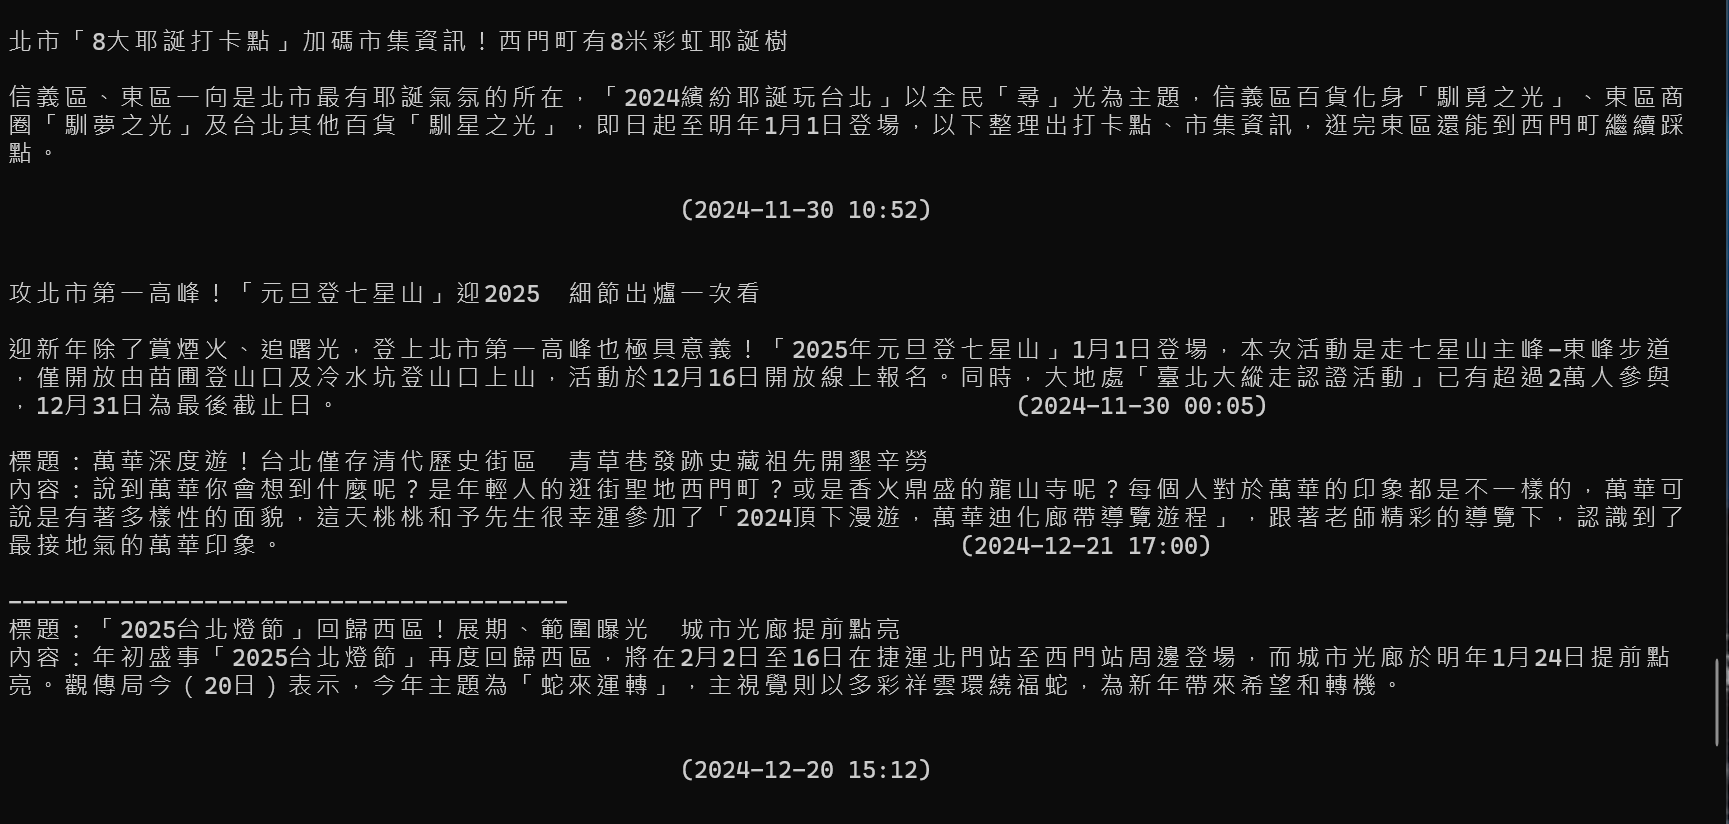 北市「8大耶誕打卡點」加碼市集資訊！西門町有8米彩虹耶誕樹
信義區、東區一向是北市最有耶誕氣氛的所在，「2024繽紛耶誕玩台北」以全民「尋」光為主題，信義區百貨化身「馴覓之光」、東區商
圈「馴夢之光」及台北其他百貨「馴星之光」，即日起至明年1月1日登場，以下整理出打卡點、市集資訊，逛完東區還能到西門町繼續踩
點。
(2024-11-30 10:52)
攻北市第一高峰！「元旦登七星山」迎2025　細節出爐一次看
迎新年除了賞煙火、追曙光，登上北市第一高峰也極具意義！「2025年元旦登七星山」1月1日登場，本次活動是走七星山主峰-東峰步道
，僅開放由苗圃登山口及冷水坑登山口上山，活動於12月16日開放線上報名。同時，大地處「臺北大縱走認證活動」已有超過2萬人參與
，12月31日為最後截止日。 (2024-11-30 00:05)
標題：萬華深度遊！台北僅存清代歷史街區　青草巷發跡史藏祖先開墾辛勞
內容：說到萬華你會想到什麼呢？是年輕人的逛街聖地西門町？或是香火鼎盛的龍山寺呢？每個人對於萬華的印象都是不一樣的，萬華可
說是有著多樣性的面貌，這天桃桃和予先生很幸運參加了「2024頂下漫遊，萬華迪化廊帶導覽遊程」，跟著老師精彩的導覽下，認識到了
最接地氣的萬華印象。 (2024-12-21 17:00)
----------------------------------------
標題：「2025台北燈節」回歸西區！展期、範圍曝光　城市光廊提前點亮
內容：年初盛事「2025台北燈節」再度回歸西區，將在2月2日至16日在捷運北門站至西門站周邊登場，而城市光廊於明年1月24日提前點
亮。觀傳局今（20日）表示，今年主題為「蛇來運轉」，主視覺則以多彩祥雲環繞福蛇，為新年帶來希望和轉機。
(2024-12-20 15:12)